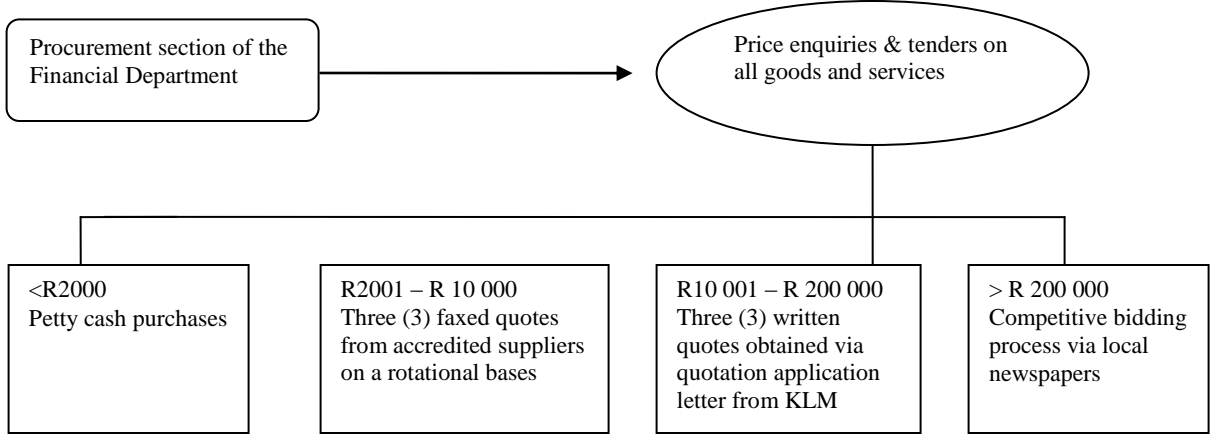 Procurement section of the
Financial Department
Price enquiries & tenders on
all goods and services
<R2000
Petty cash purchases
R2001 – R 10 000
Three (3) faxed quotes
from accredited suppliers
on a rotational bases
R10 001 – R 200 000
Three (3) written
quotes obtained via
quotation application
letter from KLM
> R 200 000
Competitive bidding
process via local
newspapers